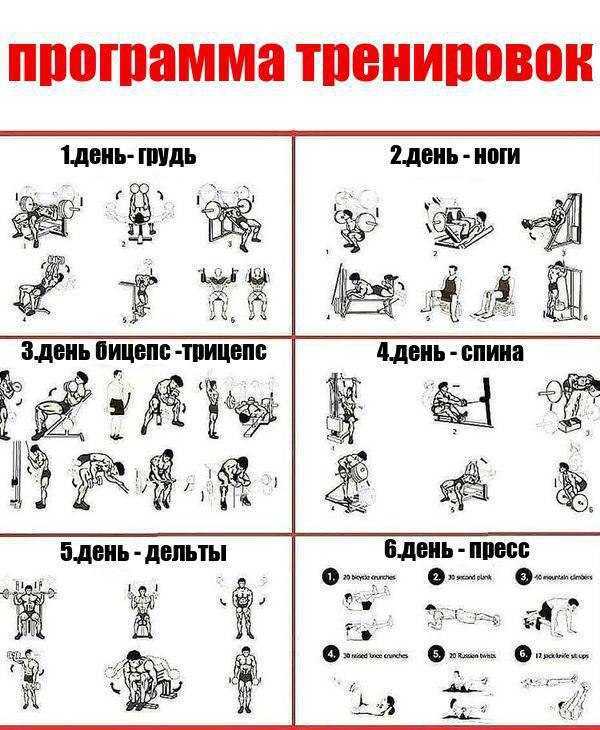 программа тренировок
1.день- грудь
2.день - ноги
1
2
3
4
5
6
1
2
3
4
5
6
3.день бицепс -трицепс
4.день - спина
1
2
3
4
5
6
5.день - дельты
6.день - пресс
1. 20 bicycle crunches
2. 30 second plank
3. 40 mountain climbers
4. 30 raised knee crunches
5. 20 Russian twists
6. 12 jackknife sit-ups